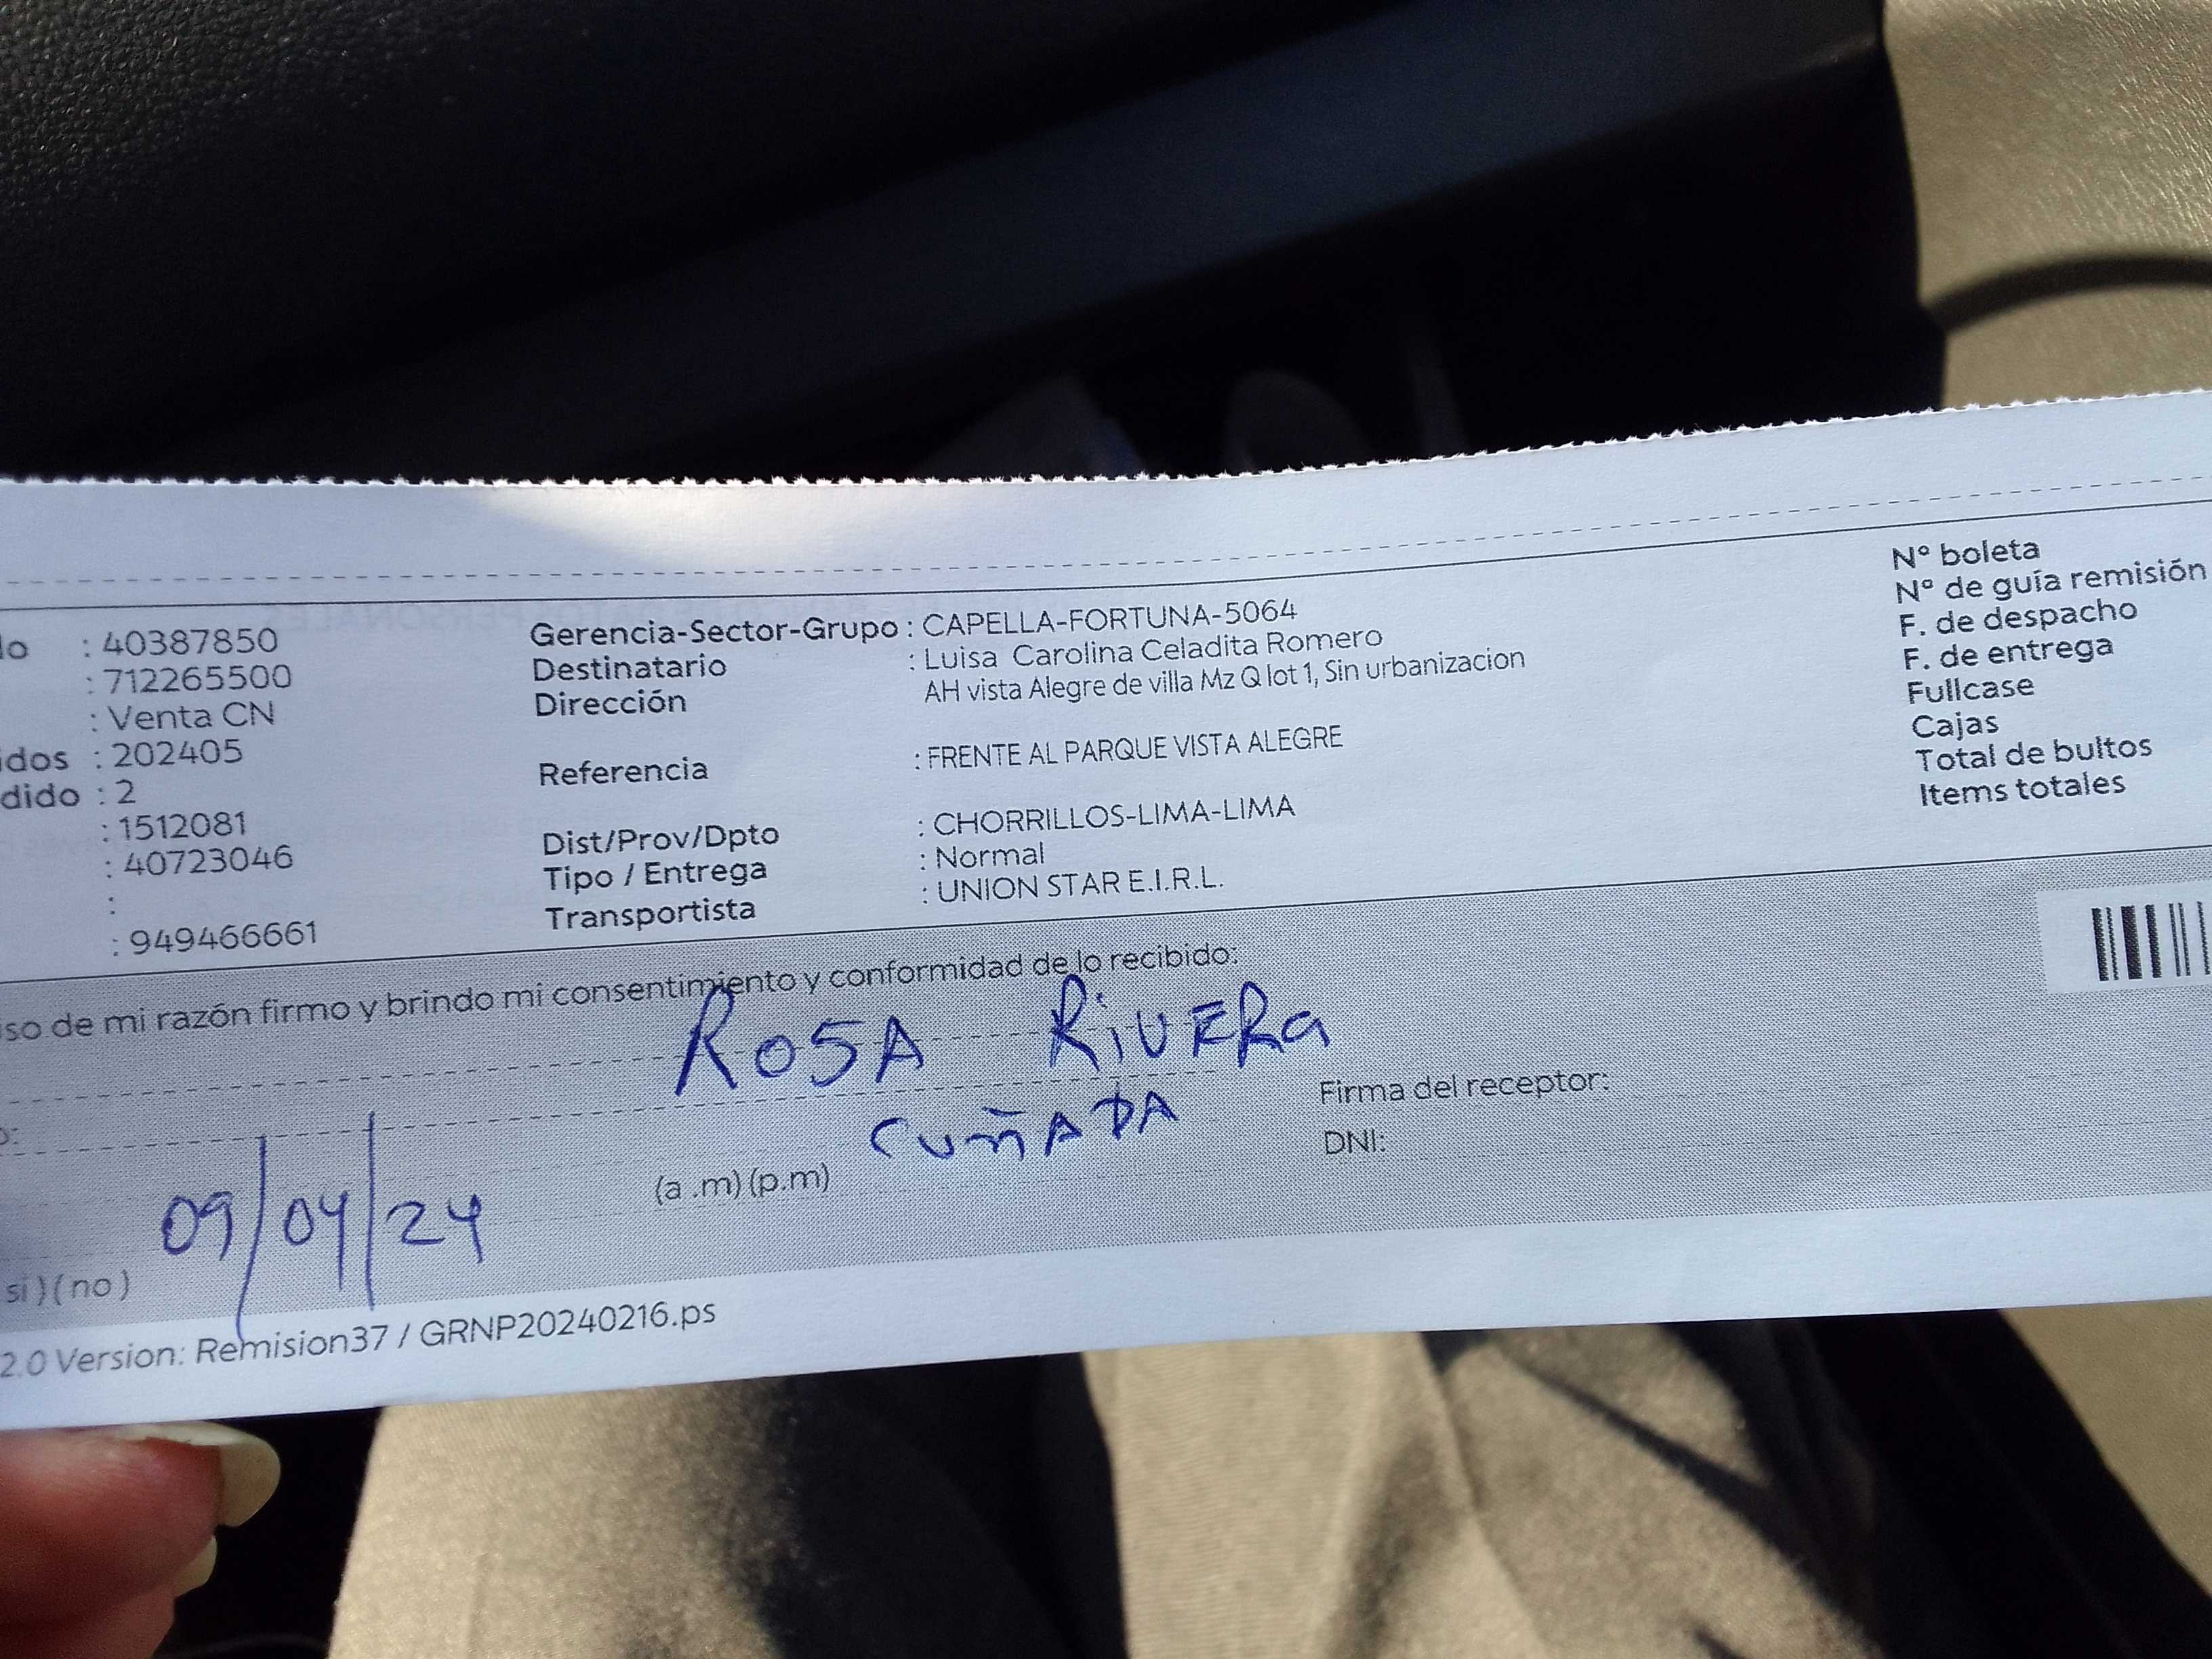 : 40387850
: 712265500
: Venta CN
: 202405
dido : 2
: 1512081
: 40723046
:
: 949466661
Gerencia-Sector-Grupo : CAPELLA-FORTUNA-5064
Destinatario : Luisa Carolina Celadita Romero
Dirección AH vista Alegre de villa Mz Q lot 1, Sin urbanizacion
Referencia : FRENTE AL PARQUE VISTA ALEGRE
Dist/Prov/Dpto : CHORRILLOS-LIMA-LIMA
Tipo / Entrega : Normal
Transportista : UNION STAR E.I.R.L.
N° boleta
N° de guía remisión
F. de despacho
F. de entrega
Fullcase
Cajas
Total de bultos
Items totales
de mi razón firmo y brindo mi consentimiento y conformidad de lo recibido:
ROSA RIVERA
CUÑADA
Firma del receptor:
DNI:
(a .m) (p.m)
09/04/24
si ) ( no )
2.0 Version: Remision37 / GRNP20240216.ps